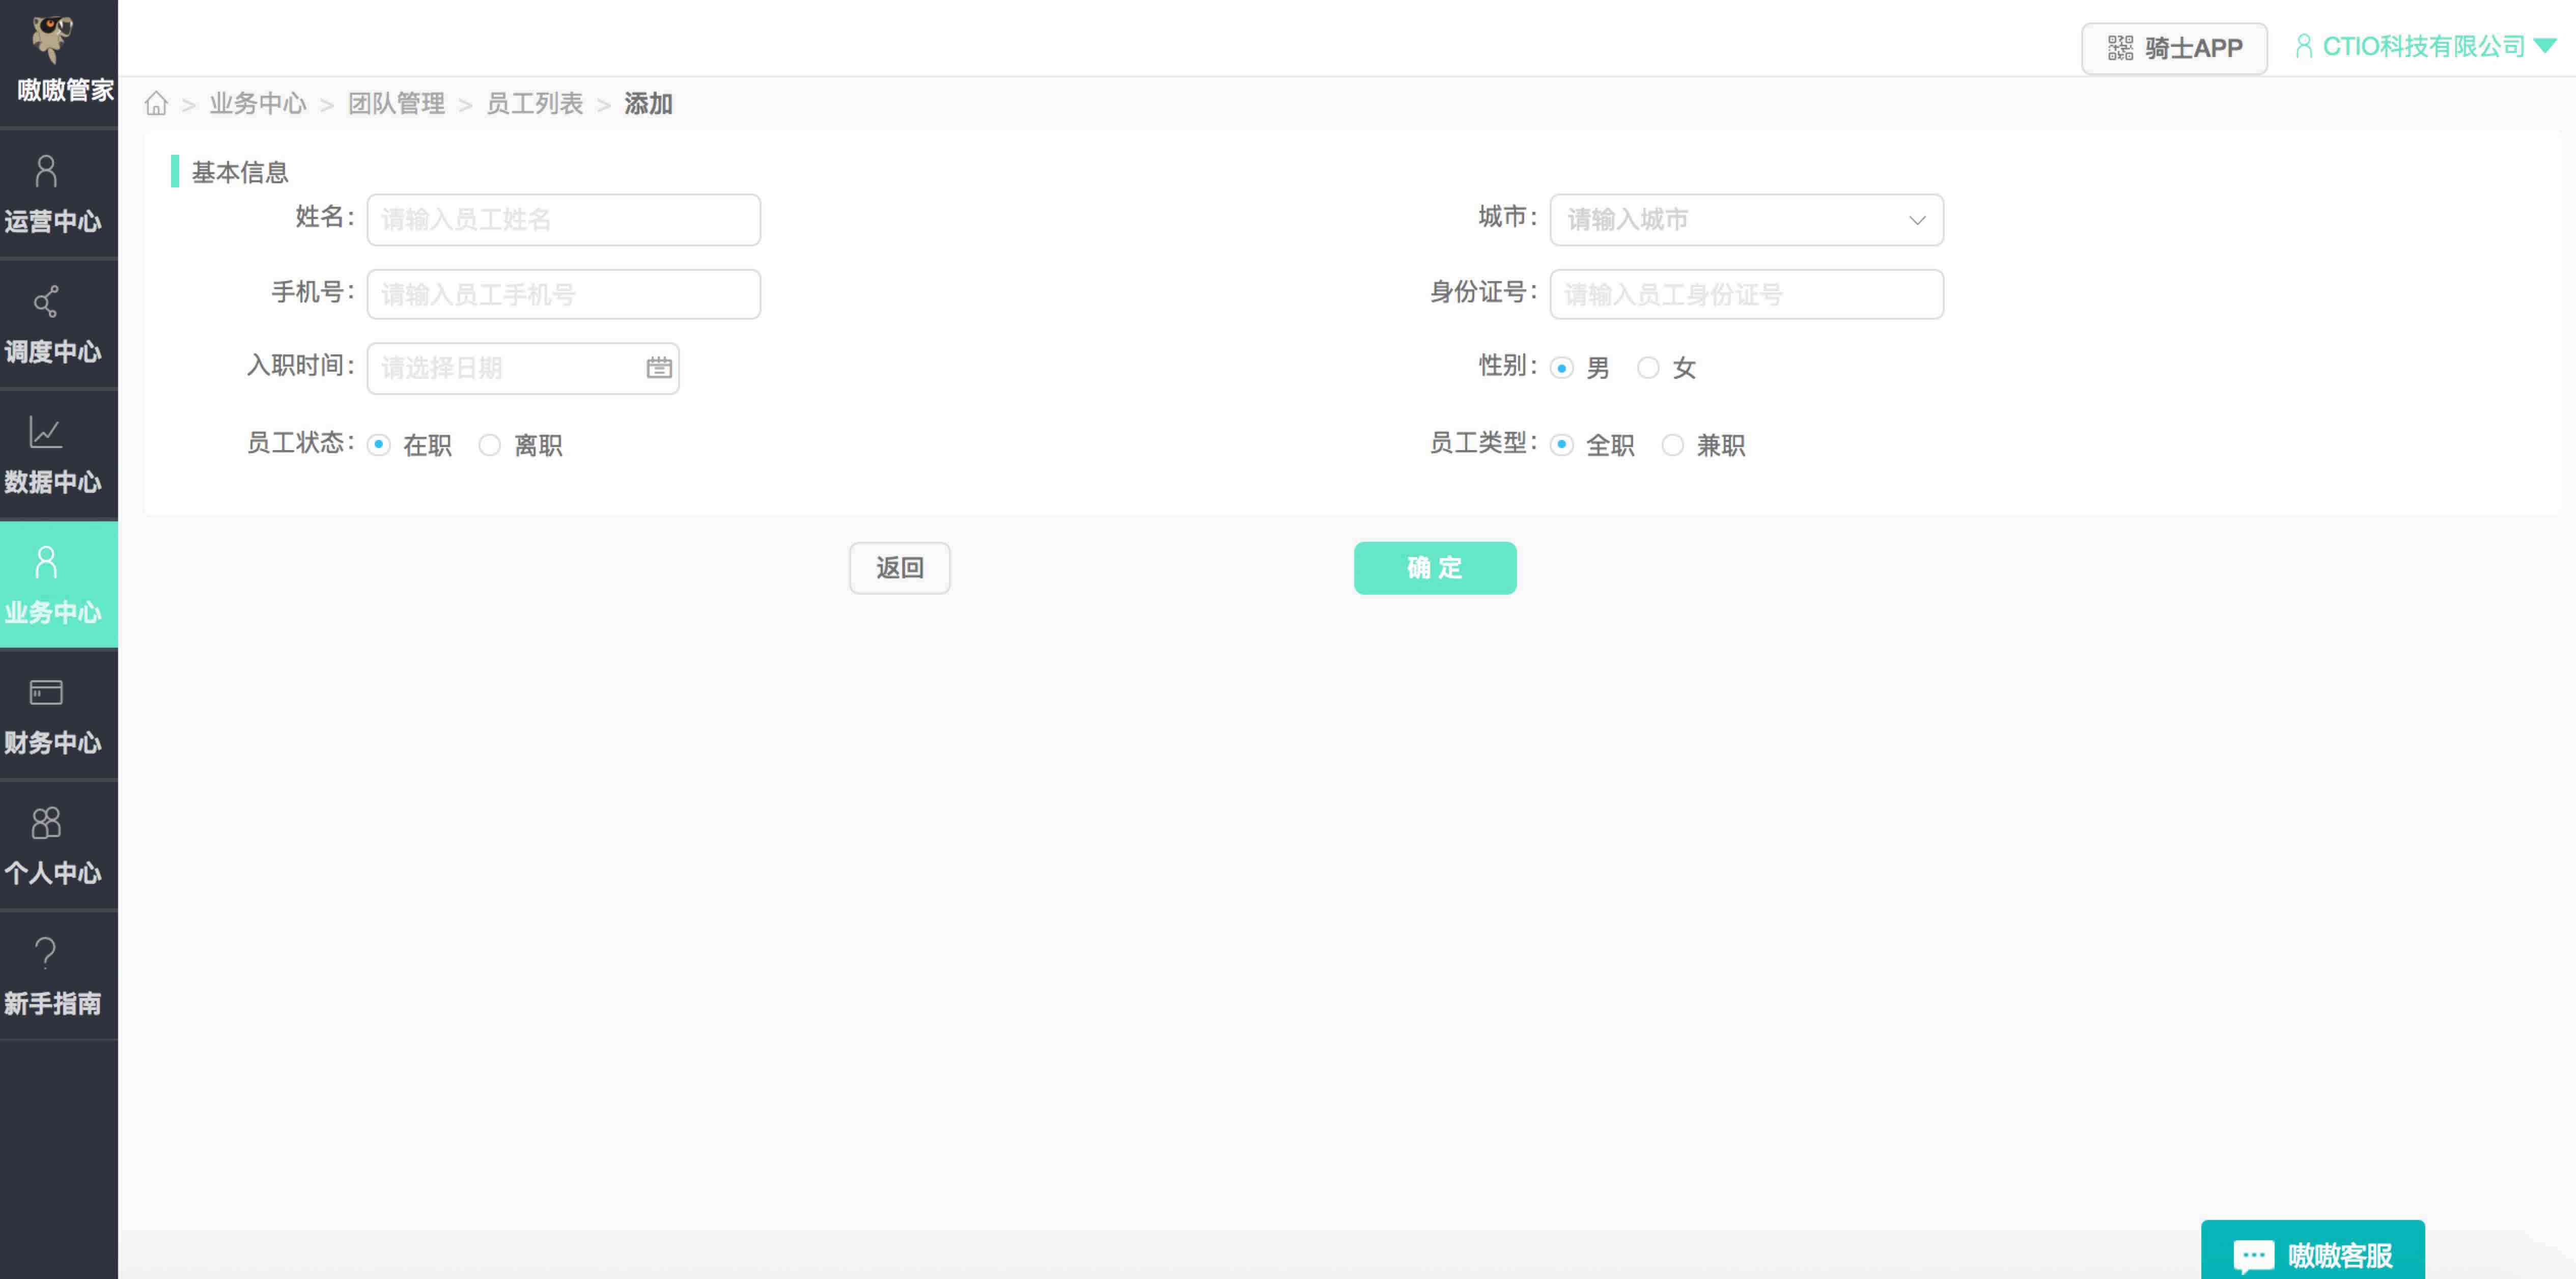 嗷嗷管家
骑士APP
CTIO科技有限公司
> 业务中心 > 团队管理 > 员工列表 > 添加
运营中心
调度中心
数据中心
业务中心
财务中心
个人中心
新手指南
基本信息
姓名: 请输入员工姓名
城市: 请输入城市
手机号: 请输入员工手机号
身份证号: 请输入员工身份证号
入职时间: 请选择日期
性别: 男 女
员工状态: 在职 离职
员工类型: 全职 兼职
返回
确 定
嗷嗷客服